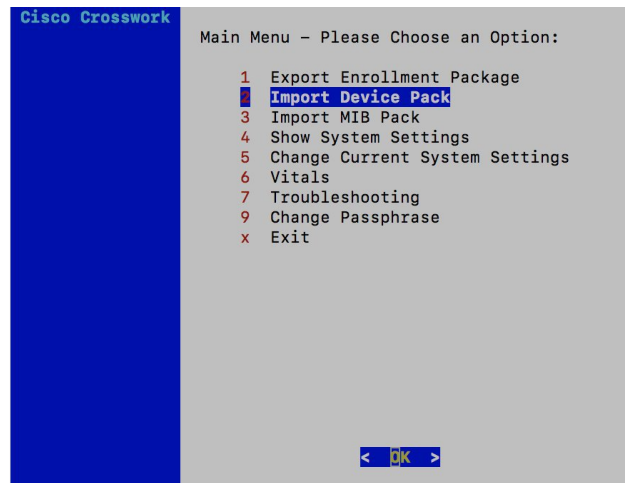 Cisco Crosswork
Main Menu – Please Choose an Option:
1 Export Enrollment Package
2 Import Device Pack
3 Import MIB Pack
4 Show System Settings
5 Change Current System Settings
6 Vitals
7 Troubleshooting
9 Change Passphrase
x Exit
< OK >